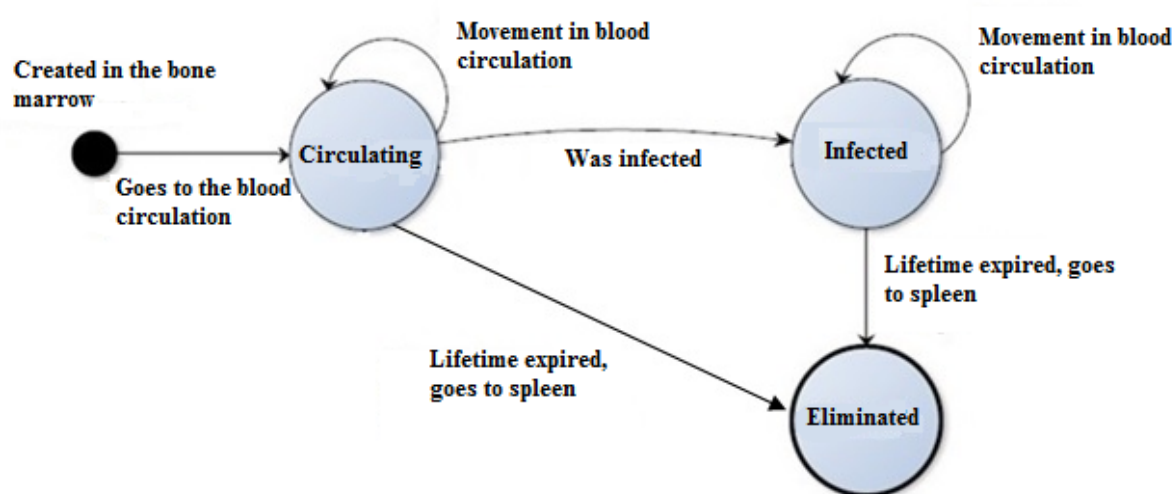 Created in the bone
marrow
Goes to the blood
circulation
Movement in blood
circulation
Circulating
Was infected
Movement in blood
circulation
Infected
Lifetime expired, goes
to spleen
Lifetime expired,
goes to spleen
Eliminated